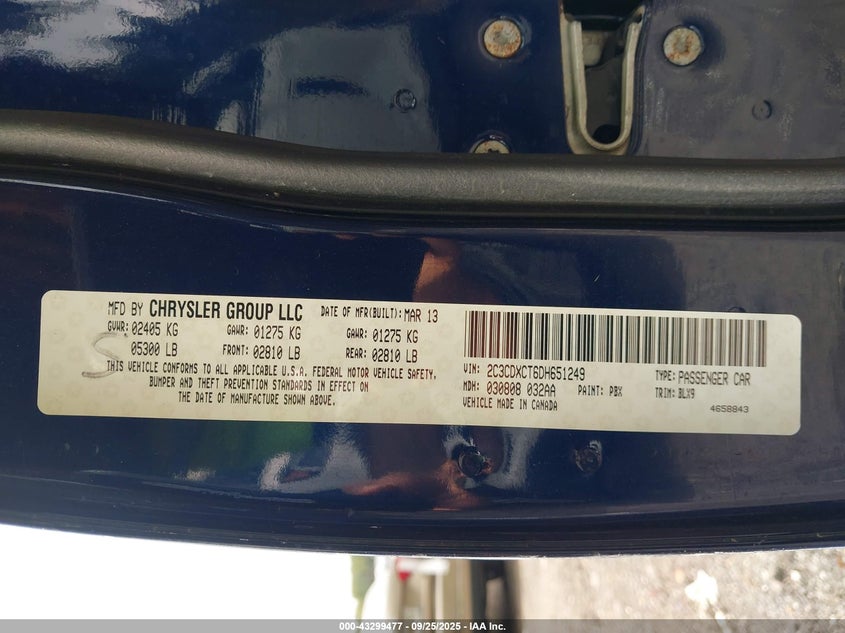 MFD BY CHRYSLER GROUP LLC DATE OF MFR(BUILT): MAR 13
GVWR: 02405 KG GAWR: 01275 KG GAWR: 01275 KG
05300 LB FRONT: 02810 LB REAR: 02810 LB
THIS VEHICLE CONFORMS TO ALL APPLICABLE U.S.A. FEDERAL MOTOR VEHICLE SAFETY,
BUMPER AND THEFT PREVENTION STANDARDS IN EFFECT ON
THE DATE OF MANUFACTURE SHOWN ABOVE.
VIN: 2C3CDXCT6DH651249 TYPE: PASSENGER CAR
MDH: 030808 032AA PAINT: PBX TRIM: BLX9
VEHICLE MADE IN CANADA 4658843
S
000-43299477 - 09/25/2025 - IAA Inc.